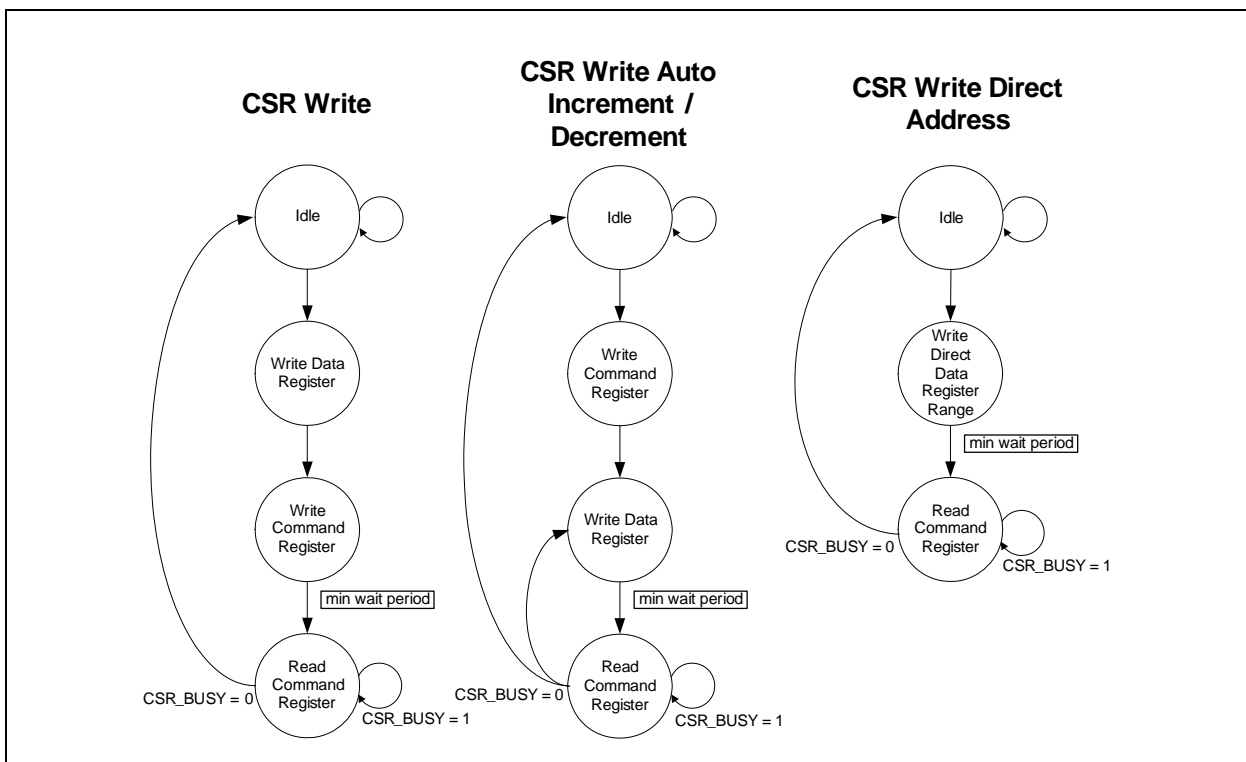 CSR Write
Idle
Write Data
Register
Write
Command
Register
min wait period
Read
Command
Register
CSR_BUSY = 0
CSR_BUSY = 1
CSR Write Auto
Increment /
Decrement
Idle
Write
Command
Register
Write Data
Register
min wait period
Read
Command
Register
CSR_BUSY = 0
CSR_BUSY = 1
CSR Write Direct
Address
Idle
Write
Direct
Data
Register
Range
min wait period
Read
Command
Register
CSR_BUSY = 0
CSR_BUSY = 1